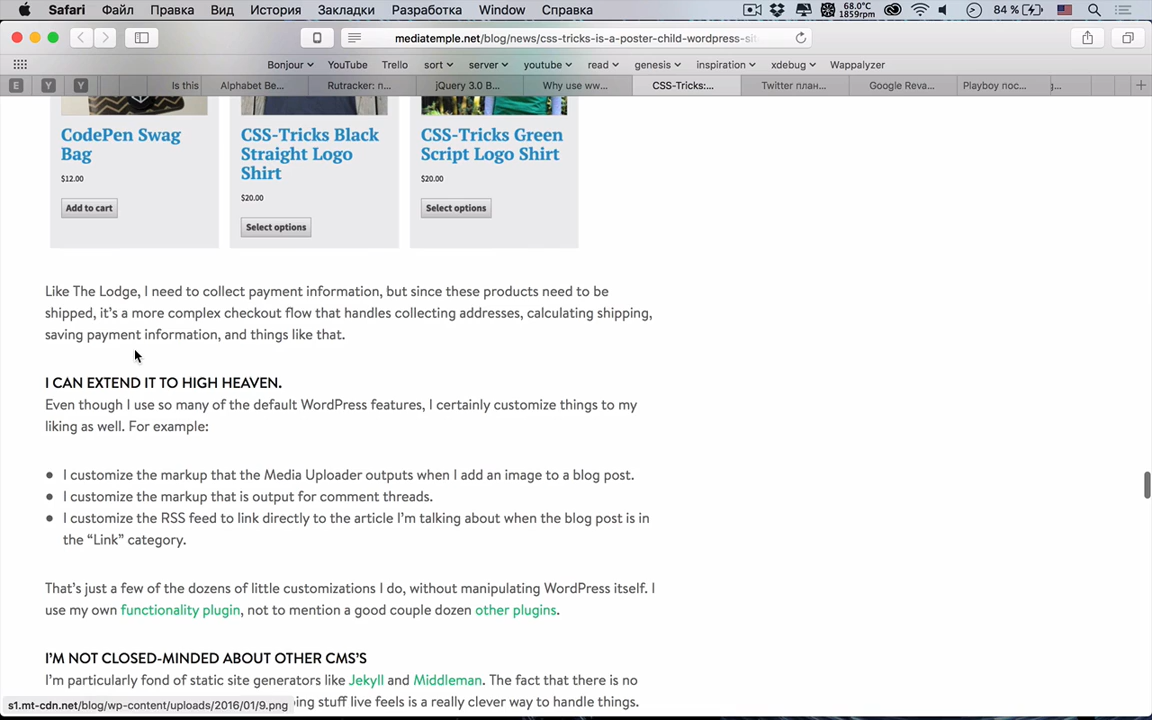 Safari Файл Правка Вид История Закладки Разработка Window Справка 68.0°C 1859rpm 84 %
mediatemple.net/blog/news/css-tricks-is-a-poster-child-wordpress-sit
Bonjour YouTube Trello sort server youtube read genesis inspiration xdebug Wappalyzer
E Y Y Is this Alphabet Be... Rutracker: n... jQuery 3.0 B... Why use ww... CSS-Tricks:... Twitter план... Google Reva... Playboy пос...
CodePen Swag Bag
$12.00
Add to cart
CSS-Tricks Black
Straight Logo
Shirt
$20.00
Select options
CSS-Tricks Green
Script Logo Shirt
$20.00
Select options
Like The Lodge, I need to collect payment information, but since these products need to be
shipped, it's a more complex checkout flow that handles collecting addresses, calculating shipping,
saving payment information, and things like that.
I CAN EXTEND IT TO HIGH HEAVEN.
Even though I use so many of the default WordPress features, I certainly customize things to my
liking as well. For example:
● I customize the markup that the Media Uploader outputs when I add an image to a blog post.
● I customize the markup that is output for comment threads.
● I customize the RSS feed to link directly to the article I'm talking about when the blog post is in
the “Link” category.
That's just a few of the dozens of little customizations I do, without manipulating WordPress itself. I
use my own functionality plugin, not to mention a good couple dozen other plugins.
I'M NOT CLOSED-MINDED ABOUT OTHER CMS'S
I'm particularly fond of static site generators like Jekyll and Middleman. The fact that there is no
s1.mt-cdn.net/blog/wp-content/uploads/2016/01/9.png
stuff live feels is a really clever way to handle things.